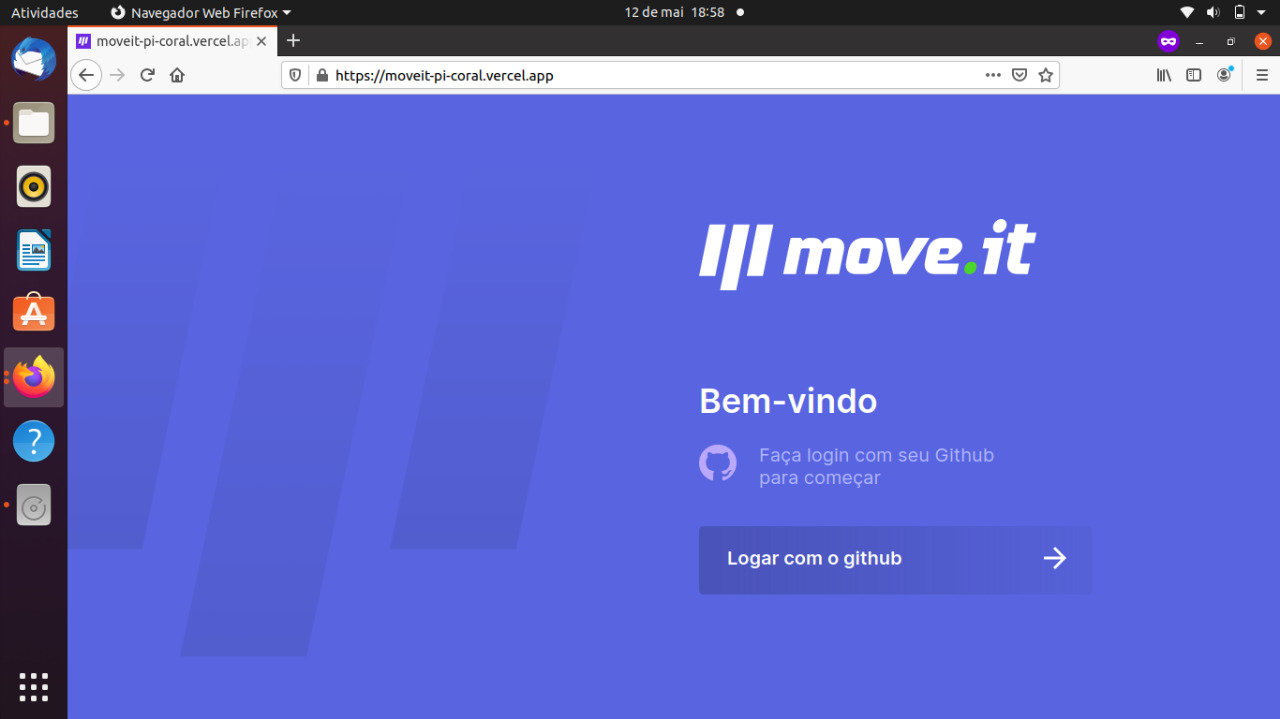 Atividades
Navegador Web Firefox
12 de mai 18:58
moveit-pi-coral.vercel.ap
https://moveit-pi-coral.vercel.app
move.it
Bem-vindo
Faça login com seu Github
para começar
Logar com o github